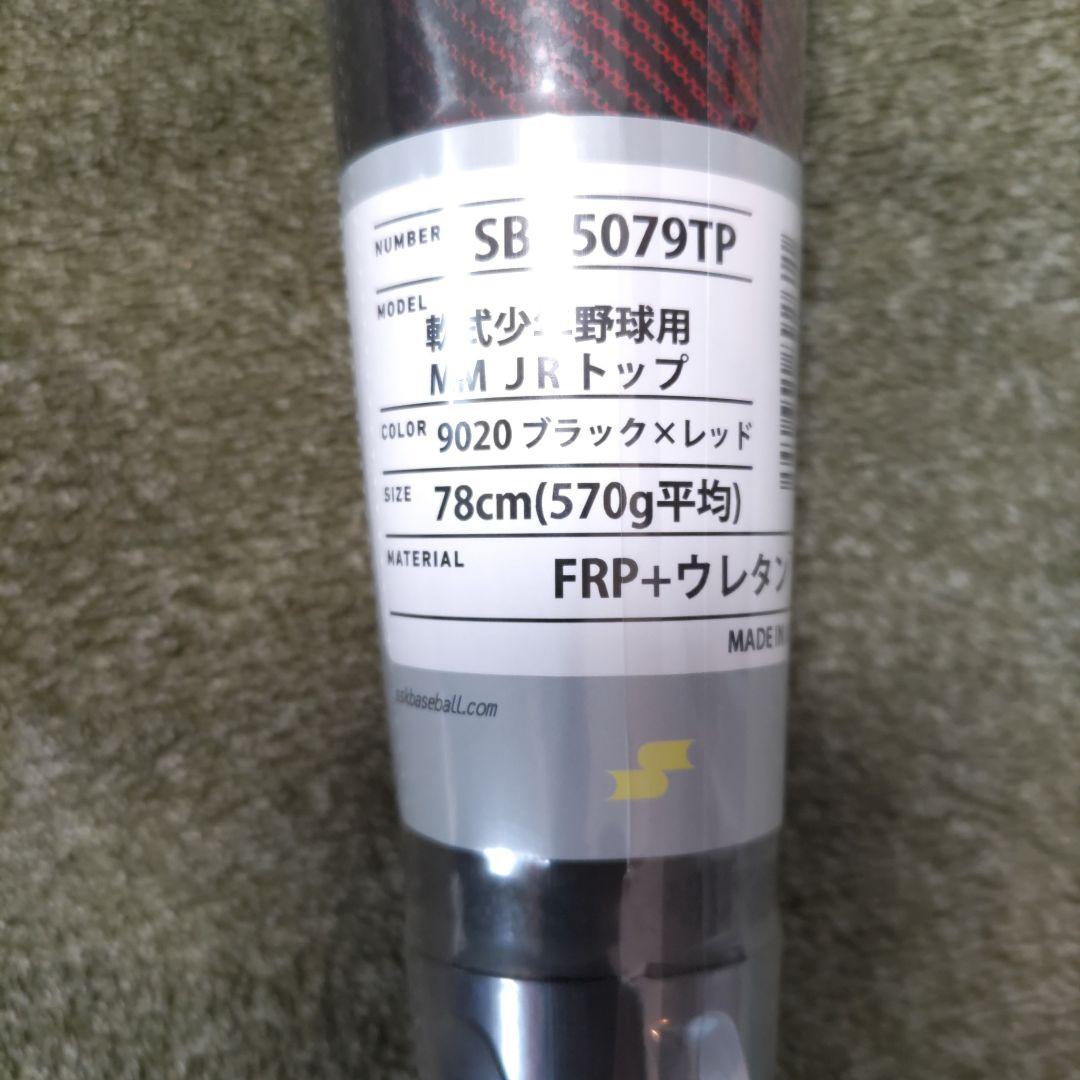 NUMBER SB 5079TP
MODEL
軟式少年野球用
MM JR トップ
COLOR 9020 ブラック×レッド
SIZE 78cm(570g平均)
MATERIAL
FRP+ウレタン
MADE IN
sskbaseball.com